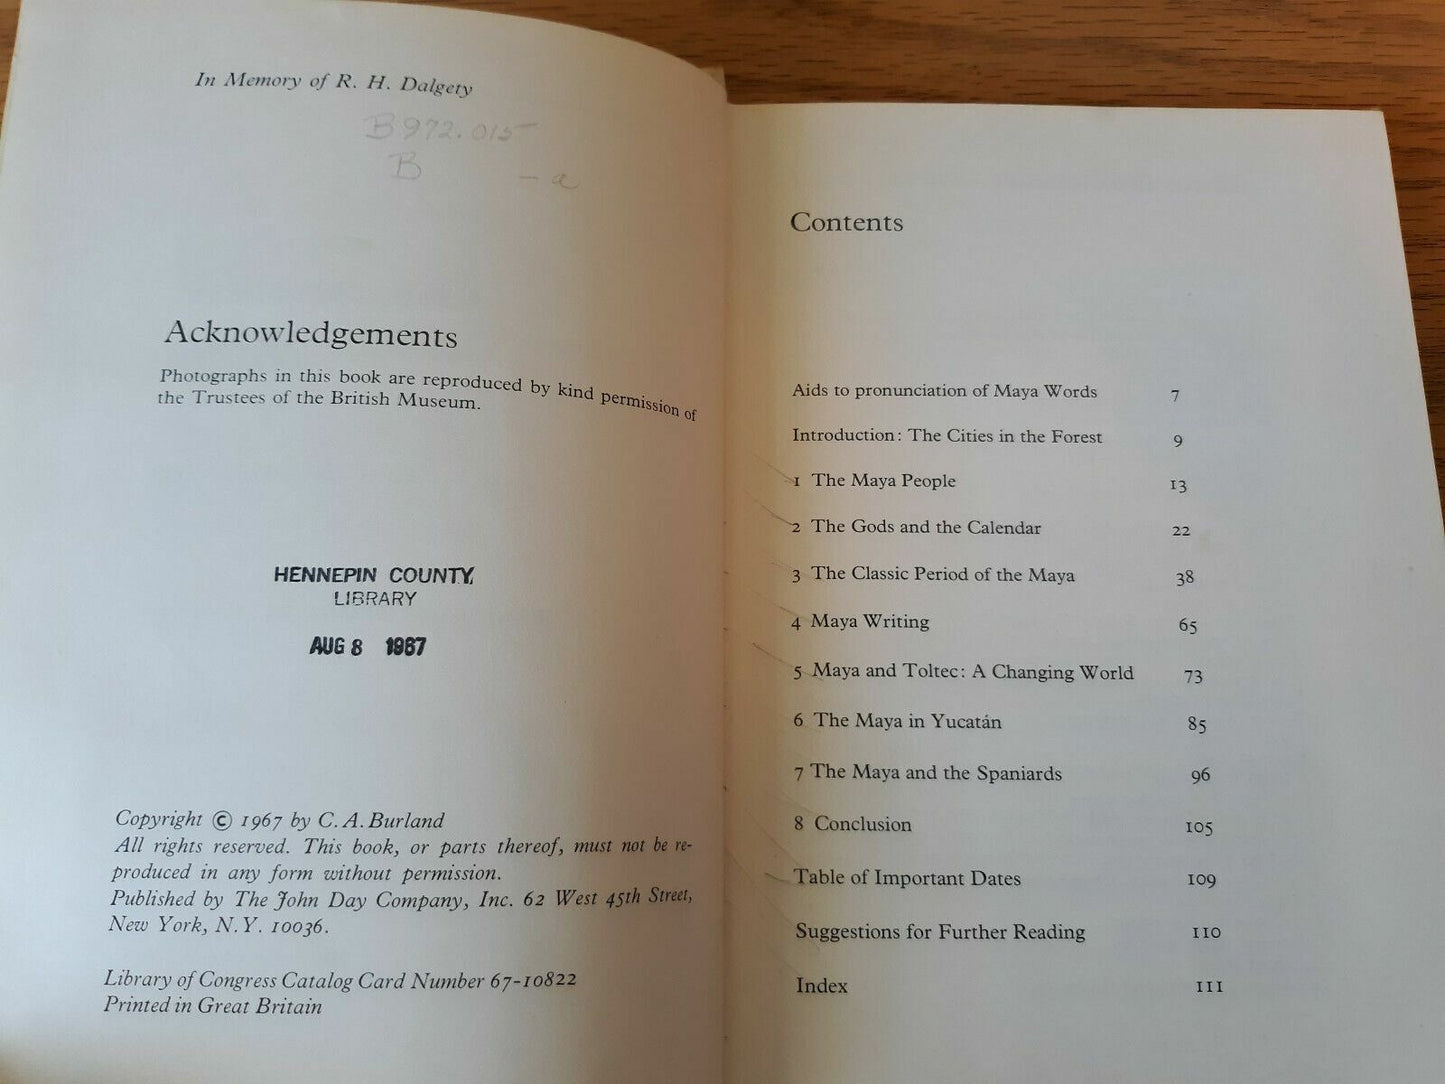 In Memory of R. H. Dalgety
B972.015
B -a
Acknowledgements
Photographs in this book are reproduced by kind permission of
the Trustees of the British Museum.
HENNEPIN COUNTY
LIBRARY
AUG 8 1967
Copyright © 1967 by C. A. Burland
All rights reserved. This book, or parts thereof, must not be re-
produced in any form without permission.
Published by The John Day Company, Inc. 62 West 45th Street,
New York, N.Y. 10036.
Library of Congress Catalog Card Number 67-10822
Printed in Great Britain
Contents
Aids to pronunciation of Maya Words 7
Introduction: The Cities in the Forest 9
1 The Maya People 13
2 The Gods and the Calendar 22
3 The Classic Period of the Maya 38
4 Maya Writing 65
5 Maya and Toltec: A Changing World 73
6 The Maya in Yucatán 85
7 The Maya and the Spaniards 96
8 Conclusion 105
Table of Important Dates 109
Suggestions for Further Reading 110
Index 111